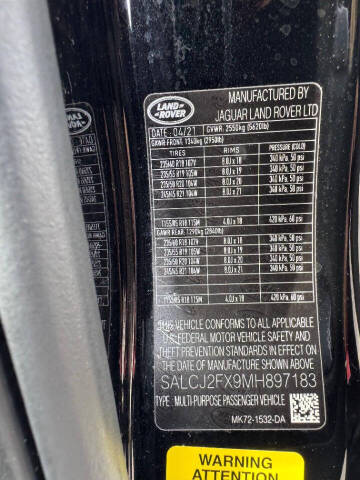 LAND
ROVER
MANUFACTURED BY
JAGUAR LAND ROVER LTD
DATE: 04/21 GVWR: 2550kg (5620lb)
GAWR FRONT: 1340kg (2950lb)
TIRES RIMS PRESSURE (COLD)
235/60 R18 107V 8.0J x 18 340 kPa, 50 psi
235/55 R19 105W 8.0J x 19 340 kPa, 50 psi
235/50 R20 104W 8.0J x 20 340 kPa, 50 psi
245/45 R21 104W 8.0J x 21 340 kPa, 50 psi
T155/85 R18 115M 4.0J x 18 420 kPa, 60 psi
GAWR REAR: 1290kg (2840lb)
235/60 R18 107V 8.0J x 18 340 kPa, 50 psi
235/55 R19 105W 8.0J x 19 340 kPa, 50 psi
235/50 R20 104W 8.0J x 20 340 kPa, 50 psi
245/45 R21 104W 8.0J x 21 340 kPa, 50 psi
T155/85 R18 115M 4.0J x 18 420 kPa, 60 psi
THIS VEHICLE CONFORMS TO ALL APPLICABLE
U.S. FEDERAL MOTOR VEHICLE SAFETY AND
THEFT PREVENTION STANDARDS IN EFFECT ON
THE DATE OF MANUFACTURE SHOWN ABOVE.
SALCJ2FX9MH897183
TYPE: MULTI-PURPOSE PASSENGER VEHICLE
MK72-1532-DA
WARNING
ATTENTION